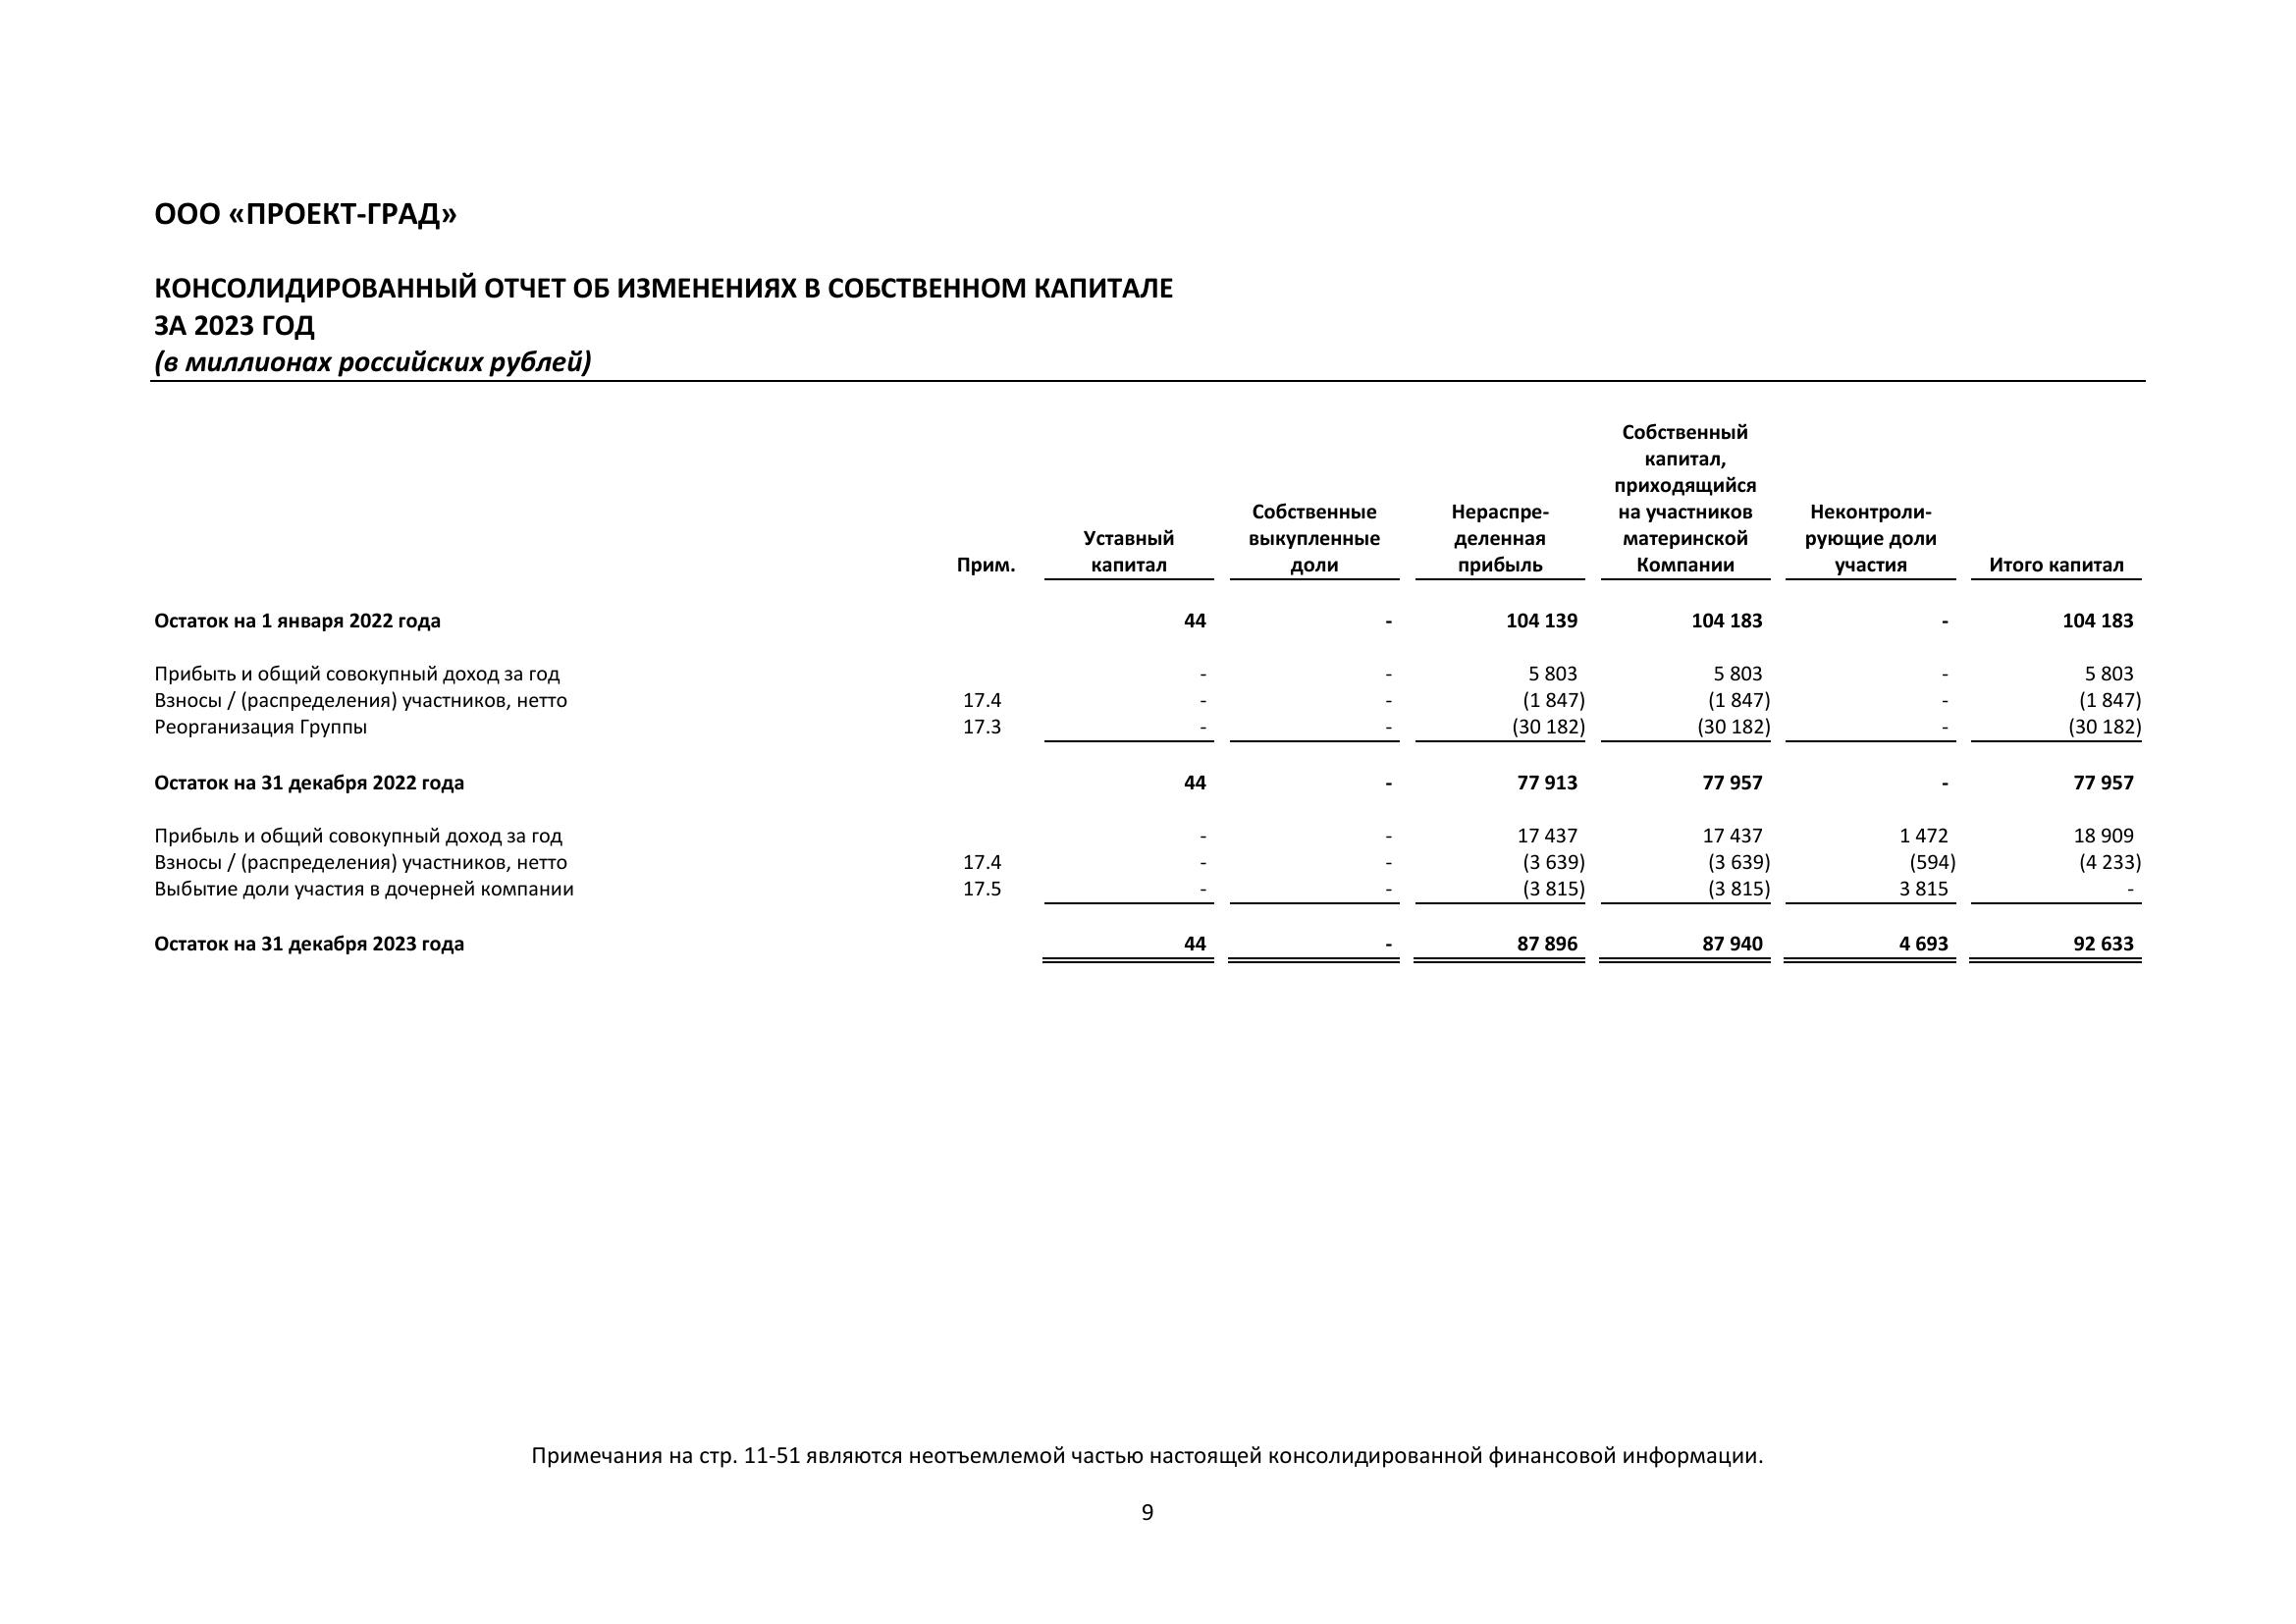 ООО «ПРОЕКТ-ГРАД»
КОНСОЛИДИРОВАННЫЙ ОТЧЕТ ОБ ИЗМЕНЕНИЯХ В СОБСТВЕННОМ КАПИТАЛЕ
ЗА 2023 ГОД
(в миллионах российских рублей)
Прим. Уставный капитал Собственные выкупленные доли Нераспре-деленная прибыль Собственный капитал, приходящийся на участников материнской Компании Неконтроли-рующие доли участия Итого капитал
Остаток на 1 января 2022 года 44 - 104 139 104 183 - 104 183
Прибыть и общий совокупный доход за год - - 5 803 5 803 - 5 803
Взносы / (распределения) участников, нетто 17.4 - - (1 847) (1 847) - (1 847)
Реорганизация Группы 17.3 - - (30 182) (30 182) - (30 182)
Остаток на 31 декабря 2022 года 44 - 77 913 77 957 - 77 957
Прибыль и общий совокупный доход за год - - 17 437 17 437 1 472 18 909
Взносы / (распределения) участников, нетто 17.4 - - (3 639) (3 639) (594) (4 233)
Выбытие доли участия в дочерней компании 17.5 - - (3 815) (3 815) 3 815 -
Остаток на 31 декабря 2023 года 44 - 87 896 87 940 4 693 92 633
Примечания на стр. 11-51 являются неотъемлемой частью настоящей консолидированной финансовой информации.
9